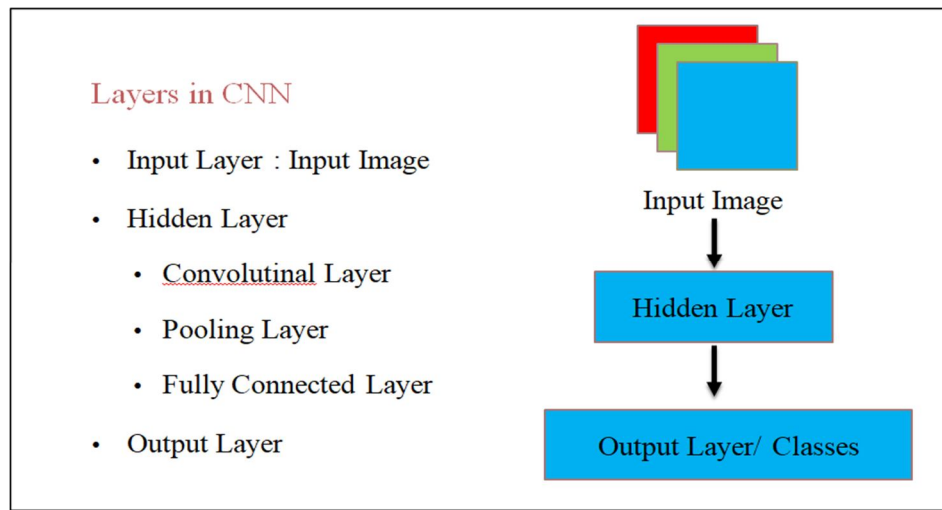 Layers in CNN
• Input Layer : Input Image
• Hidden Layer
• Convolutinal Layer
• Pooling Layer
• Fully Connected Layer
• Output Layer
Input Image
Hidden Layer
Output Layer/ Classes